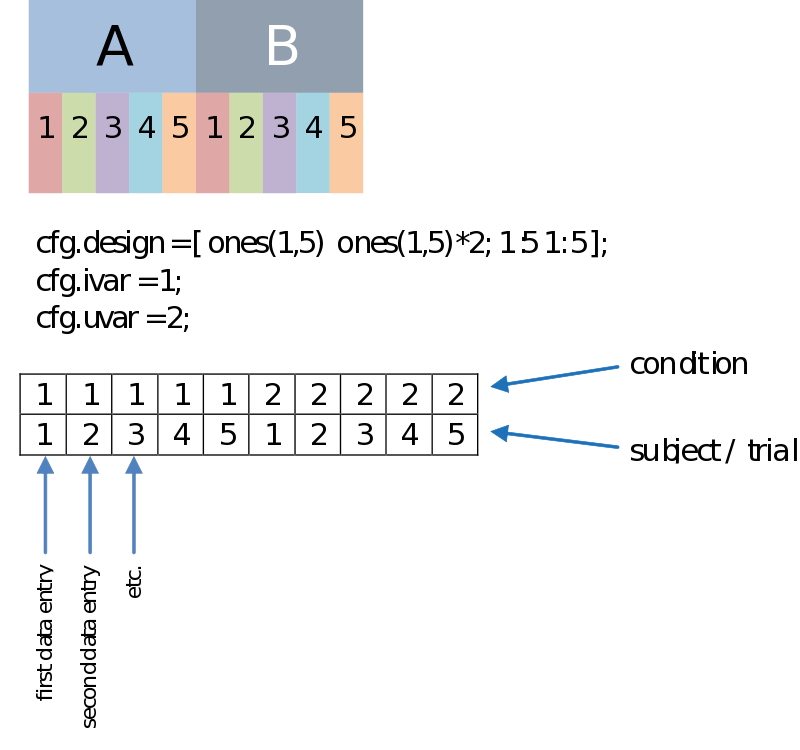 A B
1 2 3 4 5 1 2 3 4 5
cfg.design =[ ones(1,5) ones(1,5)*2; 1:5 1:5 ];
cfg.ivar =1;
cfg.uvar =2;
condition
1 1 1 1 1 2 2 2 2 2
1 2 3 4 5 1 2 3 4 5
subject / trial
first data entry
second data entry
etc.